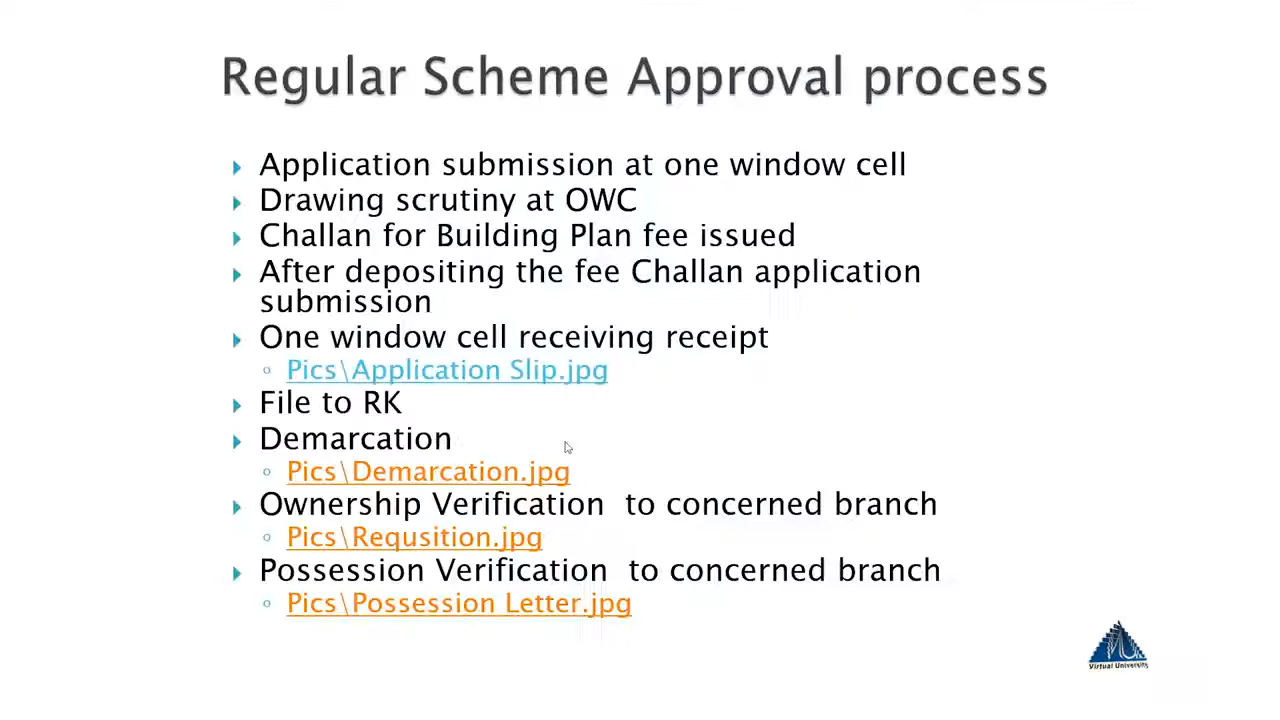 Regular Scheme Approval process
Application submission at one window cell
Drawing scrutiny at OWC
Challan for Building Plan fee issued
After depositing the fee Challan application
submission
One window cell receiving receipt
Pics\Application Slip.jpg
File to RK
Demarcation
Pics\Demarcation.jpg
Ownership Verification  to concerned branch
Pics\Requsition.jpg
Possession Verification  to concerned branch
Pics\Possession Letter.jpg
Virtual University